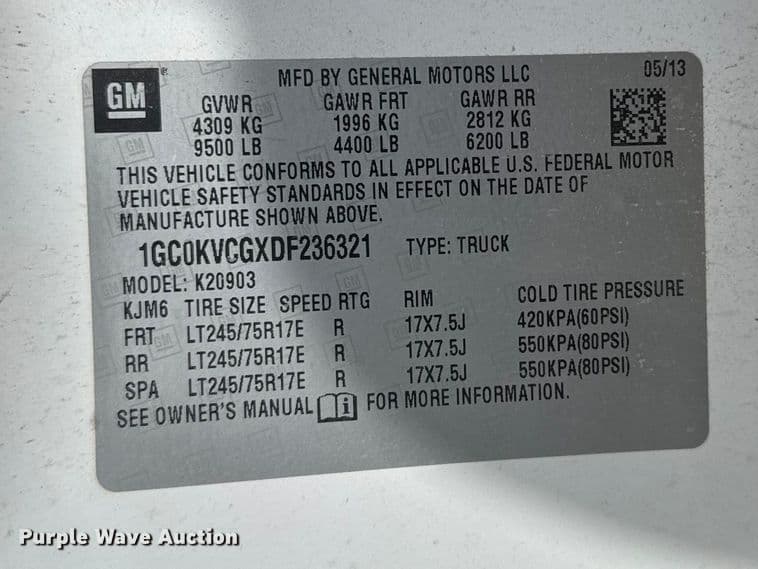 GM
MFD BY GENERAL MOTORS LLC 05/13
GVWR GAWR FRT GAWR RR
4309 KG 1996 KG 2812 KG
9500 LB 4400 LB 6200 LB
THIS VEHICLE CONFORMS TO ALL APPLICABLE U.S. FEDERAL MOTOR
VEHICLE SAFETY STANDARDS IN EFFECT ON THE DATE OF
MANUFACTURE SHOWN ABOVE.
1GC0KVCGXDF236321 TYPE: TRUCK
MODEL: K20903
KJM6 TIRE SIZE SPEED RTG RIM COLD TIRE PRESSURE
FRT LT245/75R17E R 17X7.5J 420KPA(60PSI)
RR LT245/75R17E R 17X7.5J 550KPA(80PSI)
SPA LT245/75R17E R 17X7.5J 550KPA(80PSI)
SEE OWNER'S MANUAL i FOR MORE INFORMATION.
Purple Wave Auction